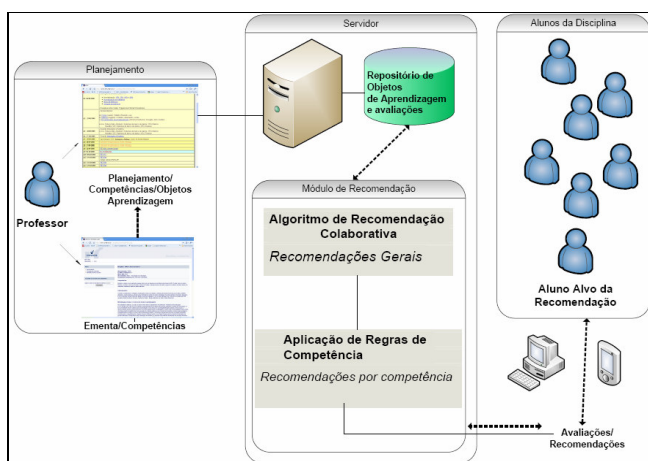 Planejamento
Professor
Planejamento/
Competências/Objetos
Aprendizagem
Ementa/Competências
Servidor
Repositório de
Objetos
de Aprendizagem
e avaliações
Módulo de Recomendação
Algoritmo de Recomendação
Colaborativa
Recomendações Gerais
Aplicação de Regras de
Competência
Recomendações por competência
Alunos da Disciplina
Aluno Alvo da
Recomendação
Avaliações/
Recomendações